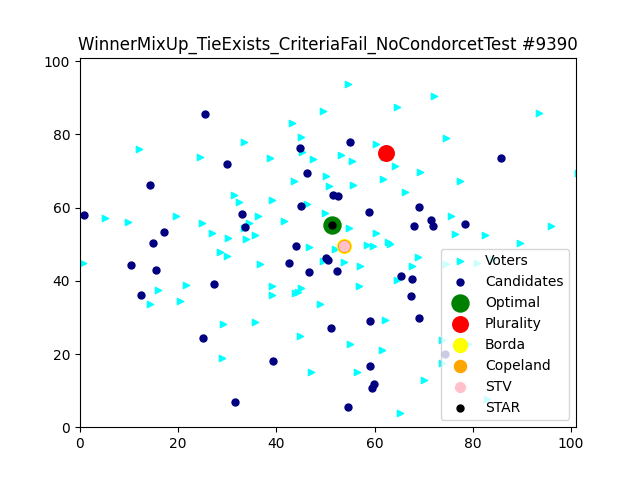 WinnerMixUp_TieExists_CriteriaFail_NoCondorcetTest #9390
100
80
60
40
20
0
0 20 40 60 80 100
Voters
Candidates
Optimal
Plurality
Borda
Copeland
STV
STAR